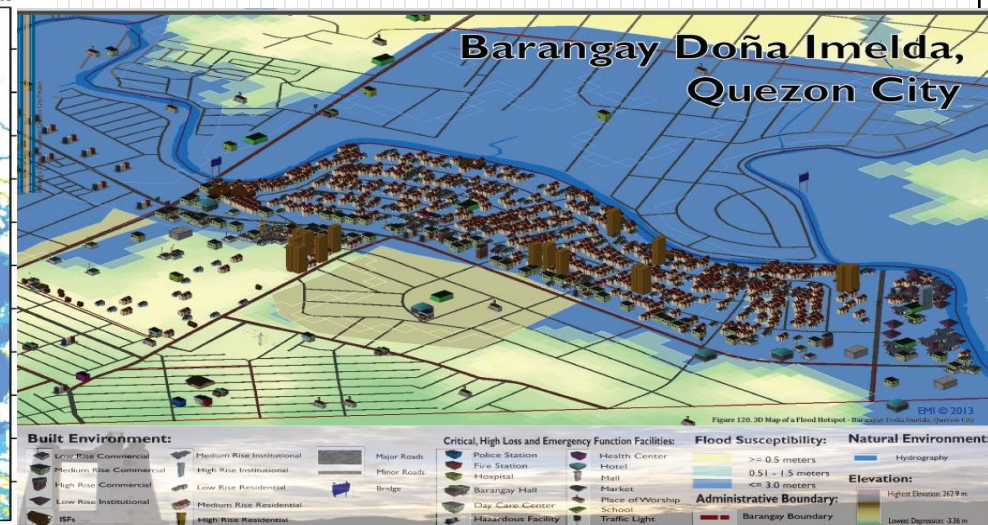 Barangay Doña Imelda,
Quezon City
EMI © 2013
Figure 120. 3D Map of a Flood Hotspot - Barangay Doña Imelda, Quezon City
Built Environment:
Low Rise Commercial
Medium Rise Commercial
High Rise Commercial
Low Rise Institutional
ISFs
Medium Rise Institutional
High Rise Institutional
Low Rise Residential
Medium Rise Residential
High Rise Residential
Major Roads
Minor Roads
Bridge
Critical, High Loss and Emergency Function Facilities:
Police Station
Fire Station
Hospital
Barangay Hall
Day Care Center
Hazardous Facility
Health Center
Hotel
Mall
Market
Place of Worship
School
Traffic Light
Flood Susceptibility:
>= 0.5 meters
0.51 - 1.5 meters
<= 3.0 meters
Administrative Boundary:
Barangay Boundary
Natural Environment:
Hydrography
Elevation:
Highest Elevation: 262.9 m
Lowest Depression: -3.36 m